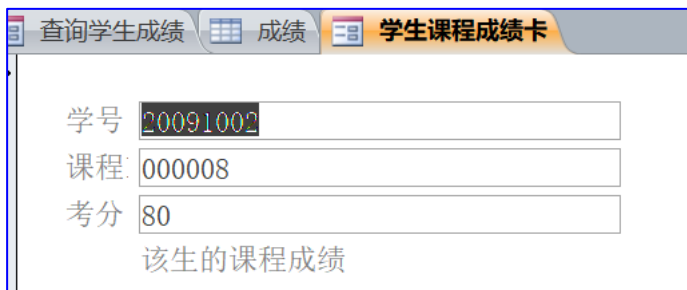 查询学生成绩 成绩 学生课程成绩卡
学号 20091002
课程 000008
考分 80
该生的课程成绩